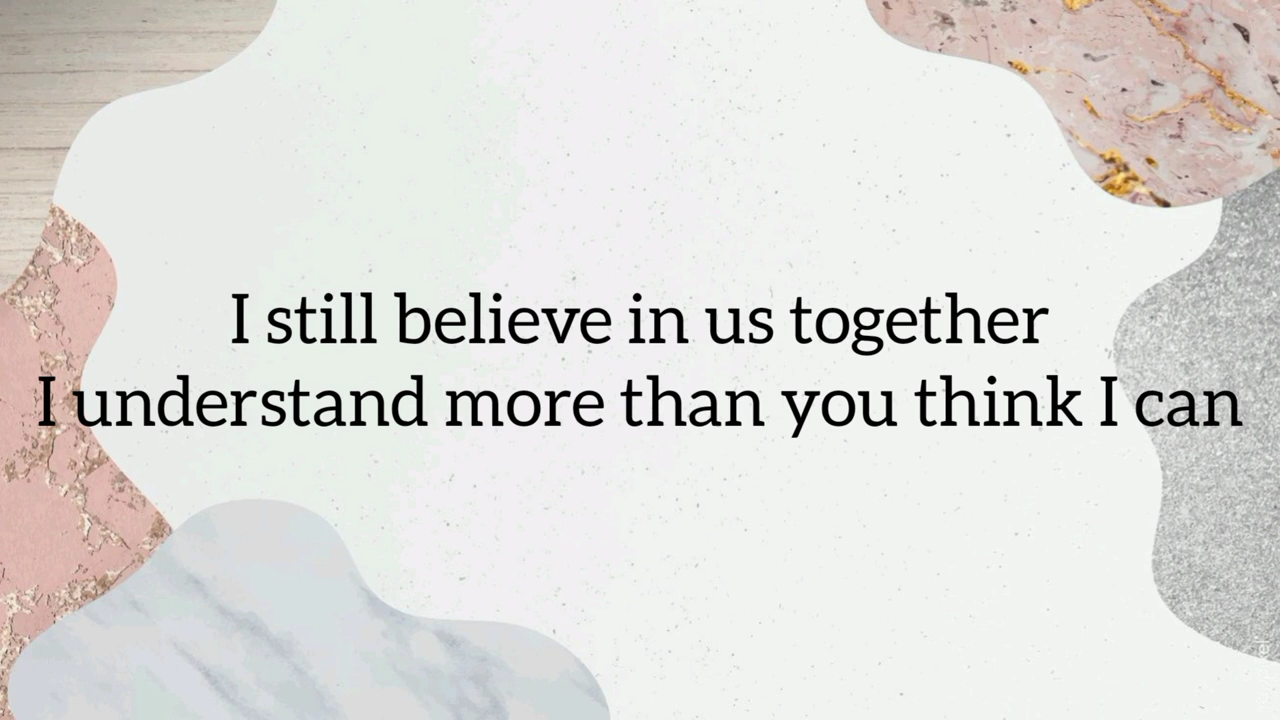 I still believe in us together
I understand more than you think I can